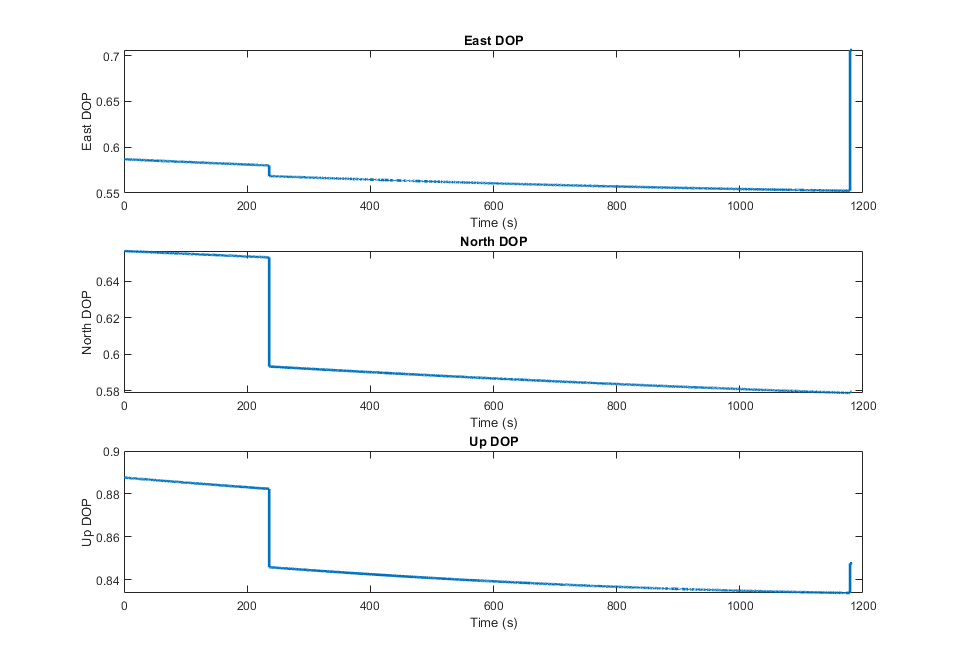 East DOP
0.7
0.65
0.6
0.55
East DOP
0 200 400 600 800 1000 1200
Time (s)
North DOP
0.64
0.62
0.6
0.58
North DOP
0 200 400 600 800 1000 1200
Time (s)
Up DOP
0.9
0.88
0.86
0.84
Up DOP
0 200 400 600 800 1000 1200
Time (s)